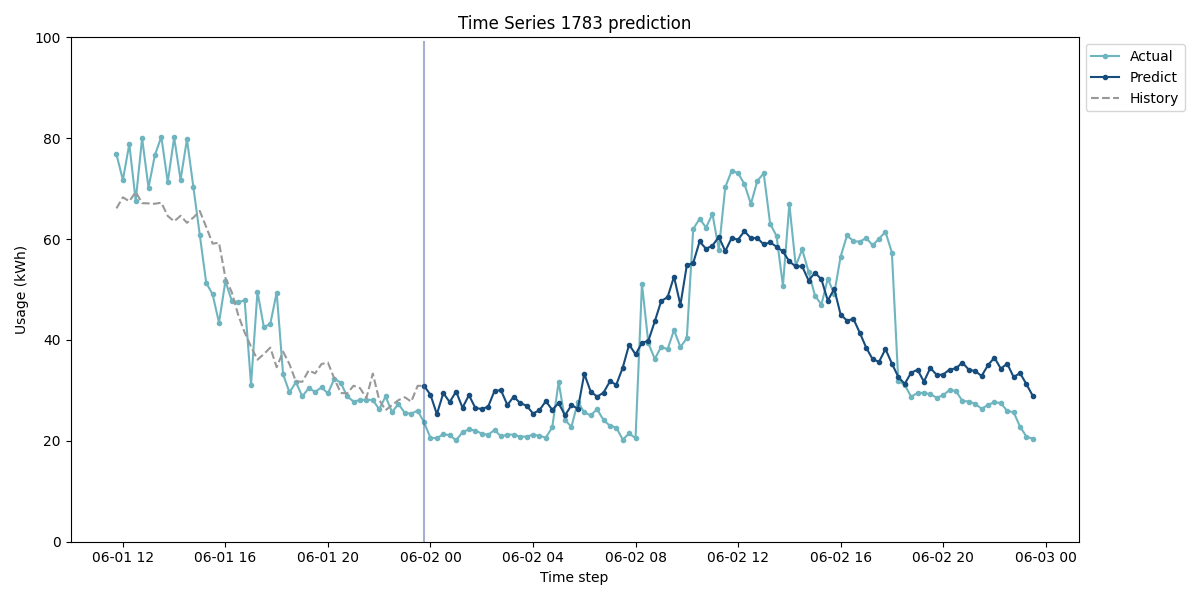 Time Series 1783 prediction
100
80
60
40
20
0
Usage (kWh)
06-01 12
06-01 16
06-01 20
06-02 00
06-02 04
06-02 08
06-02 12
06-02 16
06-02 20
06-03 00
Time step
Actual
Predict
History